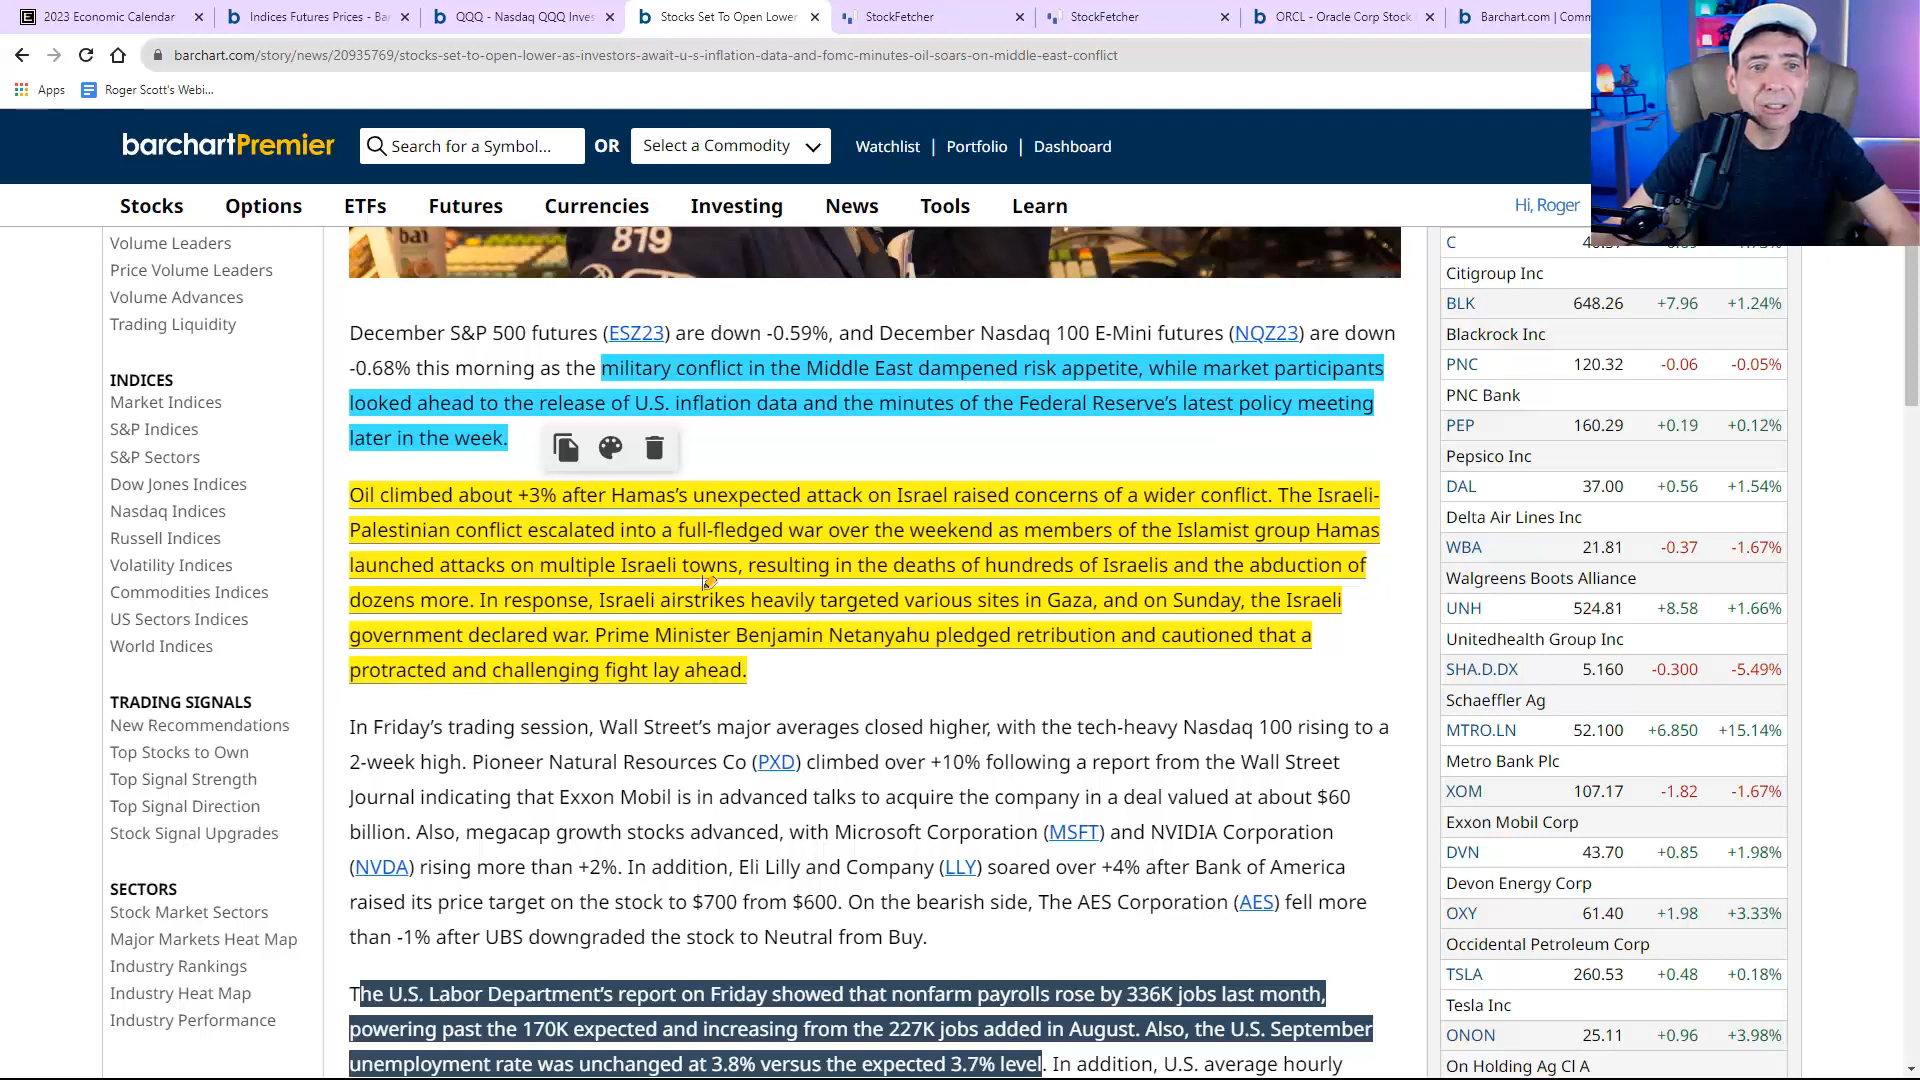 2023 Economic Calendar
Indices Futures Prices - Bar
QQQ - Nasdaq QQQ Inves
Stocks Set To Open Lower
StockFetcher
StockFetcher
ORCL - Oracle Corp Stock
Barchart.com | Comm
barchart.com/story/news/20935769/stocks-set-to-open-lower-as-investors-await-u-s-inflation-data-and-fomc-minutes-oil-soars-on-middle-east-conflict
Apps
Roger Scott's Webi...
barchartPremier
Search for a Symbol...
OR
Select a Commodity
Watchlist | Portfolio | Dashboard
Stocks Options ETFs Futures Currencies Investing News Tools Learn
Hi, Roger
Volume Leaders
Price Volume Leaders
Volume Advances
Trading Liquidity
INDICES
Market Indices
S&P Indices
S&P Sectors
Dow Jones Indices
Nasdaq Indices
Russell Indices
Volatility Indices
Commodities Indices
US Sectors Indices
World Indices
TRADING SIGNALS
New Recommendations
Top Stocks to Own
Top Signal Strength
Top Signal Direction
Stock Signal Upgrades
SECTORS
Stock Market Sectors
Major Markets Heat Map
Industry Rankings
Industry Heat Map
Industry Performance
819
December S&P 500 futures (ESZ23) are down -0.59%, and December Nasdaq 100 E-Mini futures (NQZ23) are down
-0.68% this morning as the military conflict in the Middle East dampened risk appetite, while market participants
looked ahead to the release of U.S. inflation data and the minutes of the Federal Reserve's latest policy meeting
later in the week.
Oil climbed about +3% after Hamas's unexpected attack on Israel raised concerns of a wider conflict. The Israeli-
Palestinian conflict escalated into a full-fledged war over the weekend as members of the Islamist group Hamas
launched attacks on multiple Israeli towns, resulting in the deaths of hundreds of Israelis and the abduction of
dozens more. In response, Israeli airstrikes heavily targeted various sites in Gaza, and on Sunday, the Israeli
government declared war. Prime Minister Benjamin Netanyahu pledged retribution and cautioned that a
protracted and challenging fight lay ahead.
In Friday's trading session, Wall Street's major averages closed higher, with the tech-heavy Nasdaq 100 rising to a
2-week high. Pioneer Natural Resources Co (PXD) climbed over +10% following a report from the Wall Street
Journal indicating that Exxon Mobil is in advanced talks to acquire the company in a deal valued at about $60
billion. Also, megacap growth stocks advanced, with Microsoft Corporation (MSFT) and NVIDIA Corporation
(NVDA) rising more than +2%. In addition, Eli Lilly and Company (LLY) soared over +4% after Bank of America
raised its price target on the stock to $700 from $600. On the bearish side, The AES Corporation (AES) fell more
than -1% after UBS downgraded the stock to Neutral from Buy.
The U.S. Labor Department's report on Friday showed that nonfarm payrolls rose by 336K jobs last month,
powering past the 170K expected and increasing from the 227K jobs added in August. Also, the U.S. September
unemployment rate was unchanged at 3.8% versus the expected 3.7% level. In addition, U.S. average hourly
C
Citigroup Inc
BLK 648.26 +7.96 +1.24%
Blackrock Inc
PNC 120.32 -0.06 -0.05%
PNC Bank
PEP 160.29 +0.19 +0.12%
Pepsico Inc
DAL 37.00 +0.56 +1.54%
Delta Air Lines Inc
WBA 21.81 -0.37 -1.67%
Walgreens Boots Alliance
UNH 524.81 +8.58 +1.66%
Unitedhealth Group Inc
SHA.D.DX 5.160 -0.300 -5.49%
Schaeffler Ag
MTRO.LN 52.100 +6.850 +15.14%
Metro Bank Plc
XOM 107.17 -1.82 -1.67%
Exxon Mobil Corp
DVN 43.70 +0.85 +1.98%
Devon Energy Corp
OXY 61.40 +1.98 +3.33%
Occidental Petroleum Corp
TSLA 260.53 +0.48 +0.18%
Tesla Inc
ONON 25.11 +0.96 +3.98%
On Holding Ag Cl A